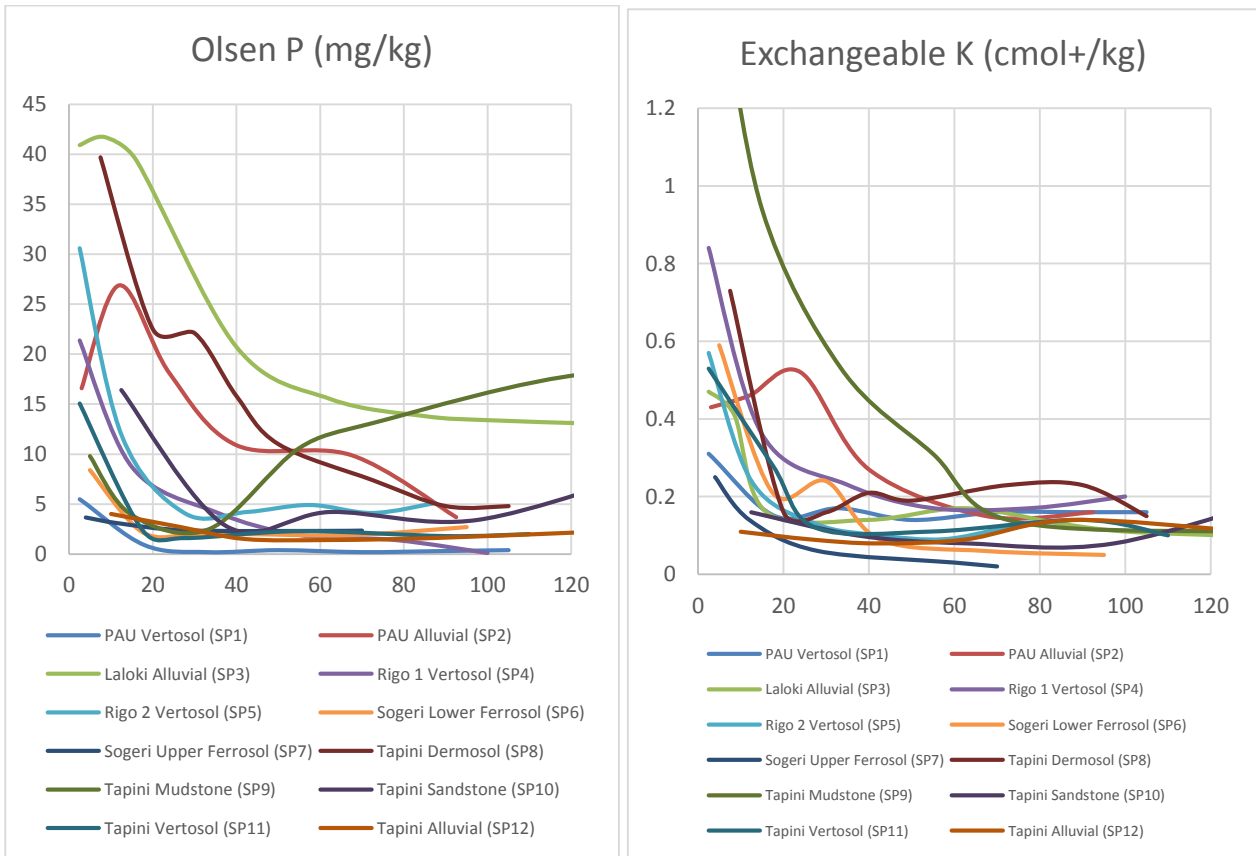 Olsen P (mg/kg)
45
40
35
30
25
20
15
10
5
0
0 20 40 60 80 100 120
PAU Vertosol (SP1) PAU Alluvial (SP2)
Laloki Alluvial (SP3) Rigo 1 Vertosol (SP4)
Rigo 2 Vertosol (SP5) Sogeri Lower Ferrosol (SP6)
Sogeri Upper Ferrosol (SP7) Tapini Dermosol (SP8)
Tapini Mudstone (SP9) Tapini Sandstone (SP10)
Tapini Vertosol (SP11) Tapini Alluvial (SP12)
Exchangeable K (cmol+/kg)
1.2
1
0.8
0.6
0.4
0.2
0
0 20 40 60 80 100 120
PAU Vertosol (SP1) PAU Alluvial (SP2)
Laloki Alluvial (SP3) Rigo 1 Vertosol (SP4)
Rigo 2 Vertosol (SP5) Sogeri Lower Ferrosol (SP6)
Sogeri Upper Ferrosol (SP7) Tapini Dermosol (SP8)
Tapini Mudstone (SP9) Tapini Sandstone (SP10)
Tapini Vertosol (SP11) Tapini Alluvial (SP12)